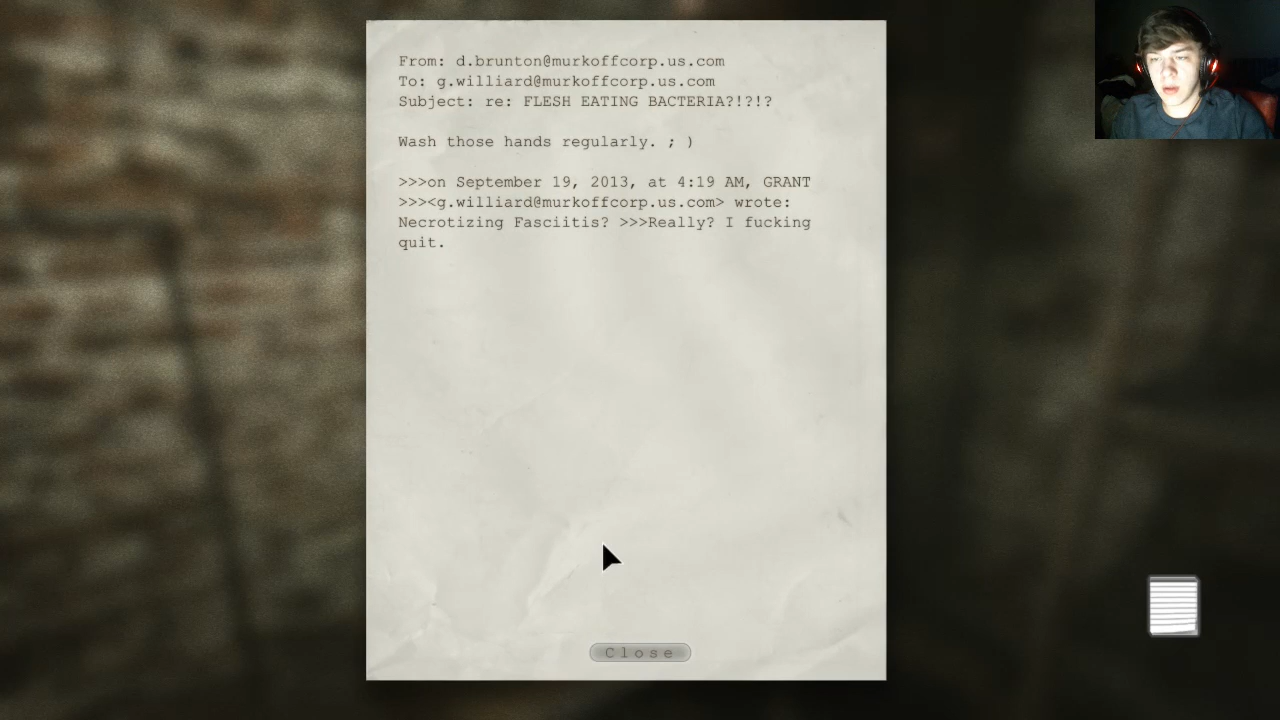 From: d.brunton@murkoffcorp.us.com
To: g.williard@murkoffcorp.us.com
Subject: re: FLESH EATING BACTERIA?!?!?
Wash those hands regularly. ; )
>>>on September 19, 2013, at 4:19 AM, GRANT
>>><g.williard@murkoffcorp.us.com> wrote:
Necrotizing Fasciitis? >>>Really? I fucking
quit.
Close